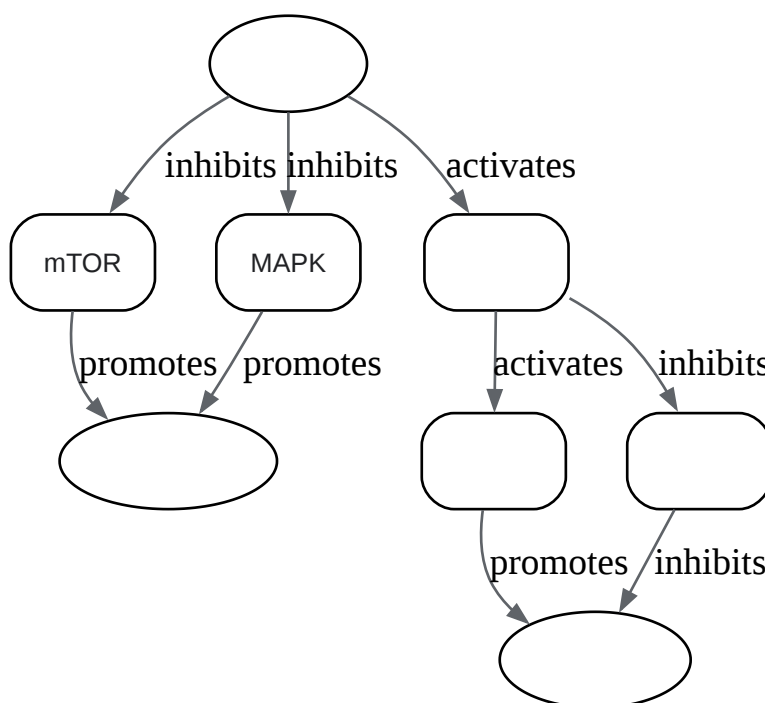 inhibits inhibits activates
mTOR MAPK
promotes promotes activates inhibits
promotes inhibits